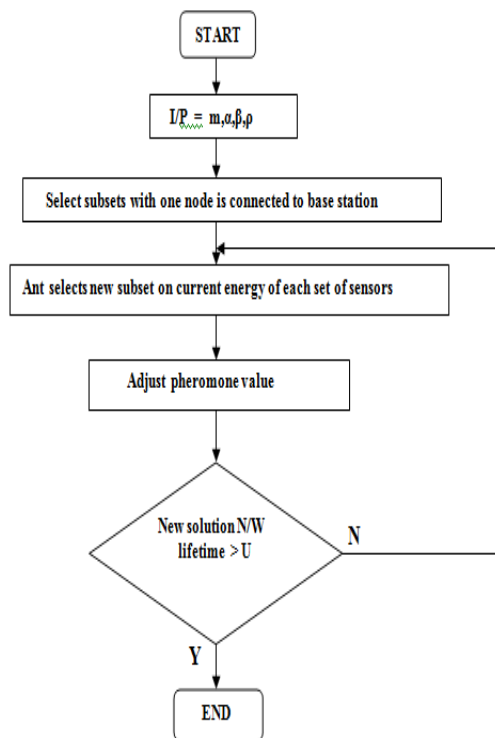 START
I/P = m,α,β,ρ
Select subsets with one node is connected to base station
Ant selects new subset on current energy of each set of sensors
Adjust pheromone value
New solution N/W
lifetime > U
N
Y
END